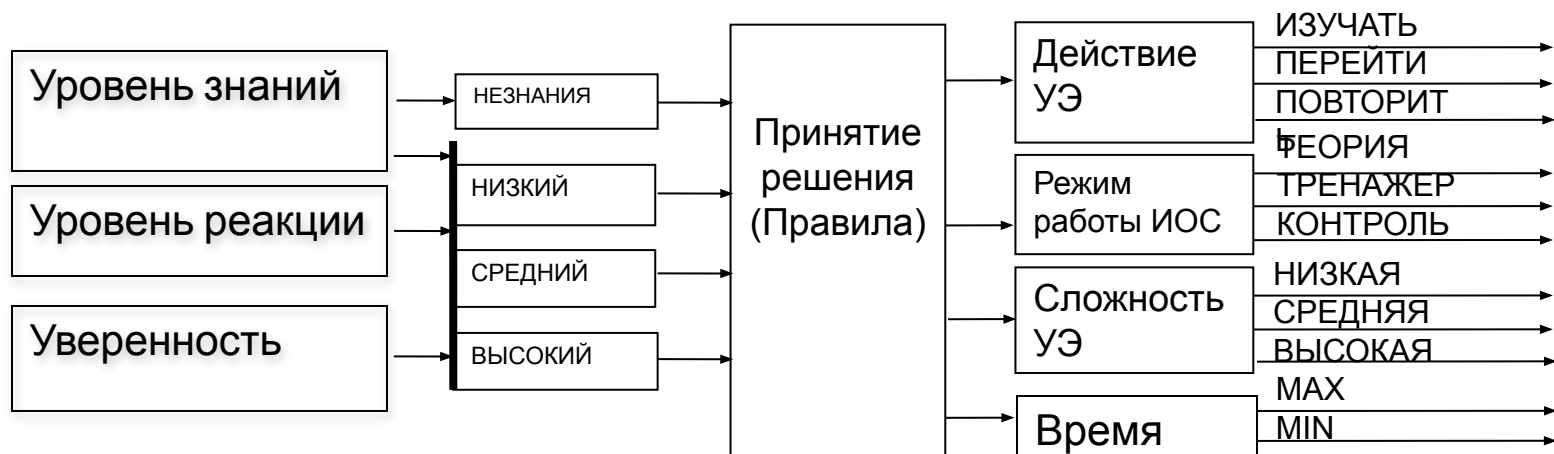 Уровень знаний
Уровень реакции
Уверенность
НЕЗНАНИЯ
НИЗКИЙ
СРЕДНИЙ
ВЫСОКИЙ
Принятие
решения
(Правила)
Действие
УЭ
Режим
работы ИОС
Сложность
УЭ
Время
ИЗУЧАТЬ
ПЕРЕЙТИ
ПОВТОРИТ
Ь
ТЕОРИЯ
ТРЕНАЖЕР
КОНТРОЛЬ
НИЗКАЯ
СРЕДНЯЯ
ВЫСОКАЯ
MAX
MIN